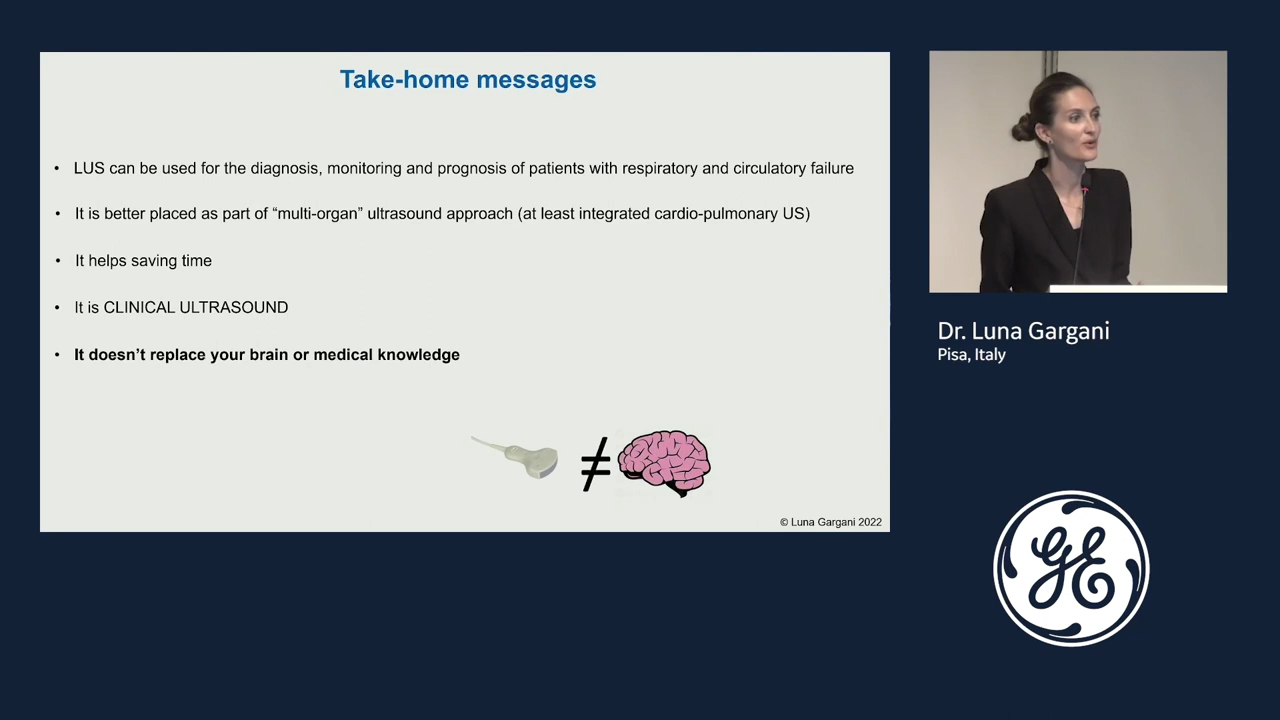 Take-home messages
• LUS can be used for the diagnosis, monitoring and prognosis of patients with respiratory and circulatory failure
• It is better placed as part of “multi-organ” ultrasound approach (at least integrated cardio-pulmonary US)
• It helps saving time
• It is CLINICAL ULTRASOUND
• It doesn’t replace your brain or medical knowledge
≠
© Luna Gargani 2022
Dr. Luna Gargani
Pisa, Italy
GE